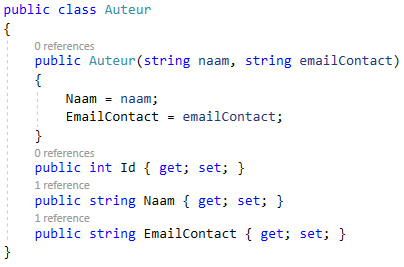 public class Auteur
{
0 references
public Auteur(string naam, string emailContact)
{
Naam = naam;
EmailContact = emailContact;
}
0 references
public int Id { get; set; }
1 reference
public string Naam { get; set; }
1 reference
public string EmailContact { get; set; }
}